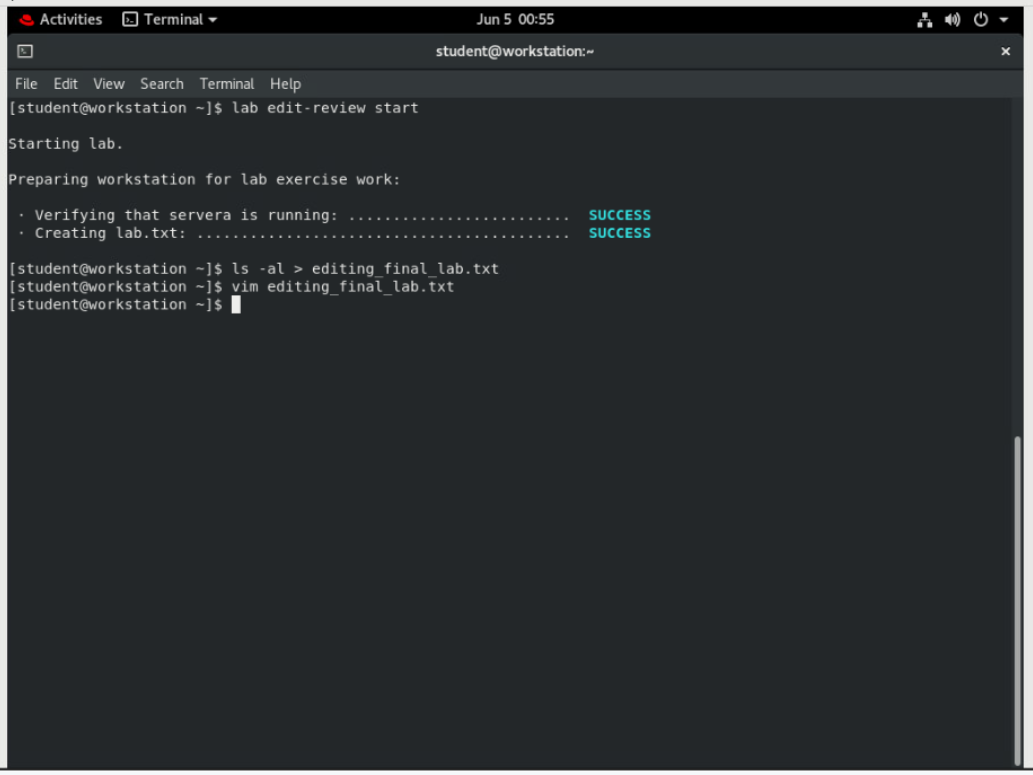 Activities Terminal Jun 5 00:55
student@workstation:~
File Edit View Search Terminal Help
[student@workstation ~]$ lab edit-review start
Starting lab.
Preparing workstation for lab exercise work:
· Verifying that servera is running: ......................... SUCCESS
· Creating lab.txt: .......................................... SUCCESS
[student@workstation ~]$ ls -al > editing_final_lab.txt
[student@workstation ~]$ vim editing_final_lab.txt
[student@workstation ~]$